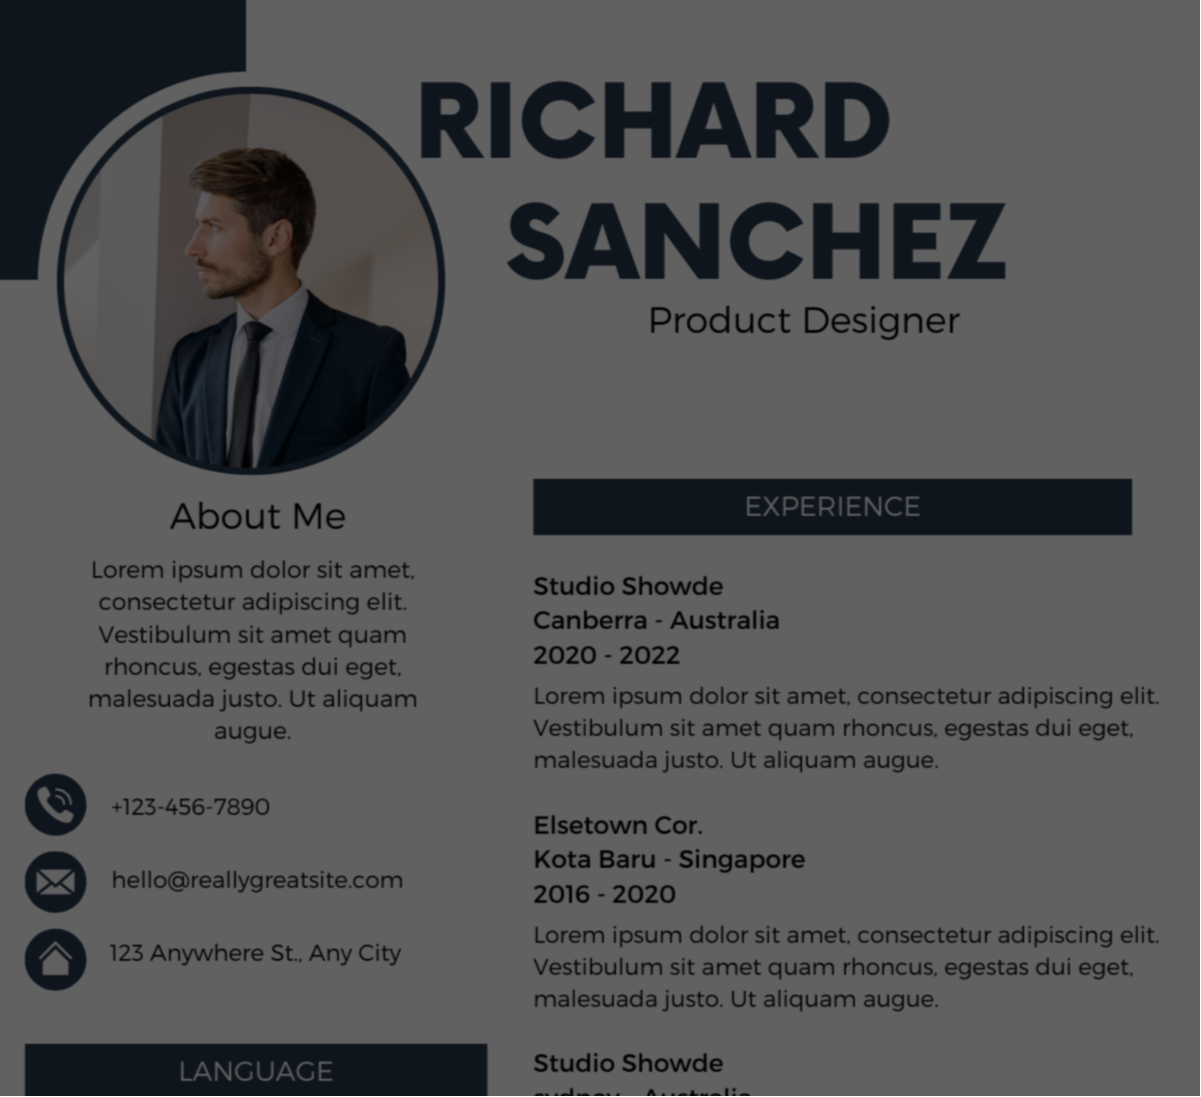 RICHARD
SANCHEZ
Product Designer
About Me
Lorem ipsum dolor sit amet,
consectetur adipiscing elit.
Vestibulum sit amet quam
rhoncus, egestas dui eget,
malesuada justo. Ut aliquam
augue.
+123-456-7890
hello@reallygreatsite.com
123 Anywhere St., Any City
LANGUAGE
EXPERIENCE
Studio Showde
Canberra - Australia
2020 - 2022
Lorem ipsum dolor sit amet, consectetur adipiscing elit.
Vestibulum sit amet quam rhoncus, egestas dui eget,
malesuada justo. Ut aliquam augue.
Elsetown Cor.
Kota Baru - Singapore
2016 - 2020
Lorem ipsum dolor sit amet, consectetur adipiscing elit.
Vestibulum sit amet quam rhoncus, egestas dui eget,
malesuada justo. Ut aliquam augue.
Studio Showde
sydney - Australia